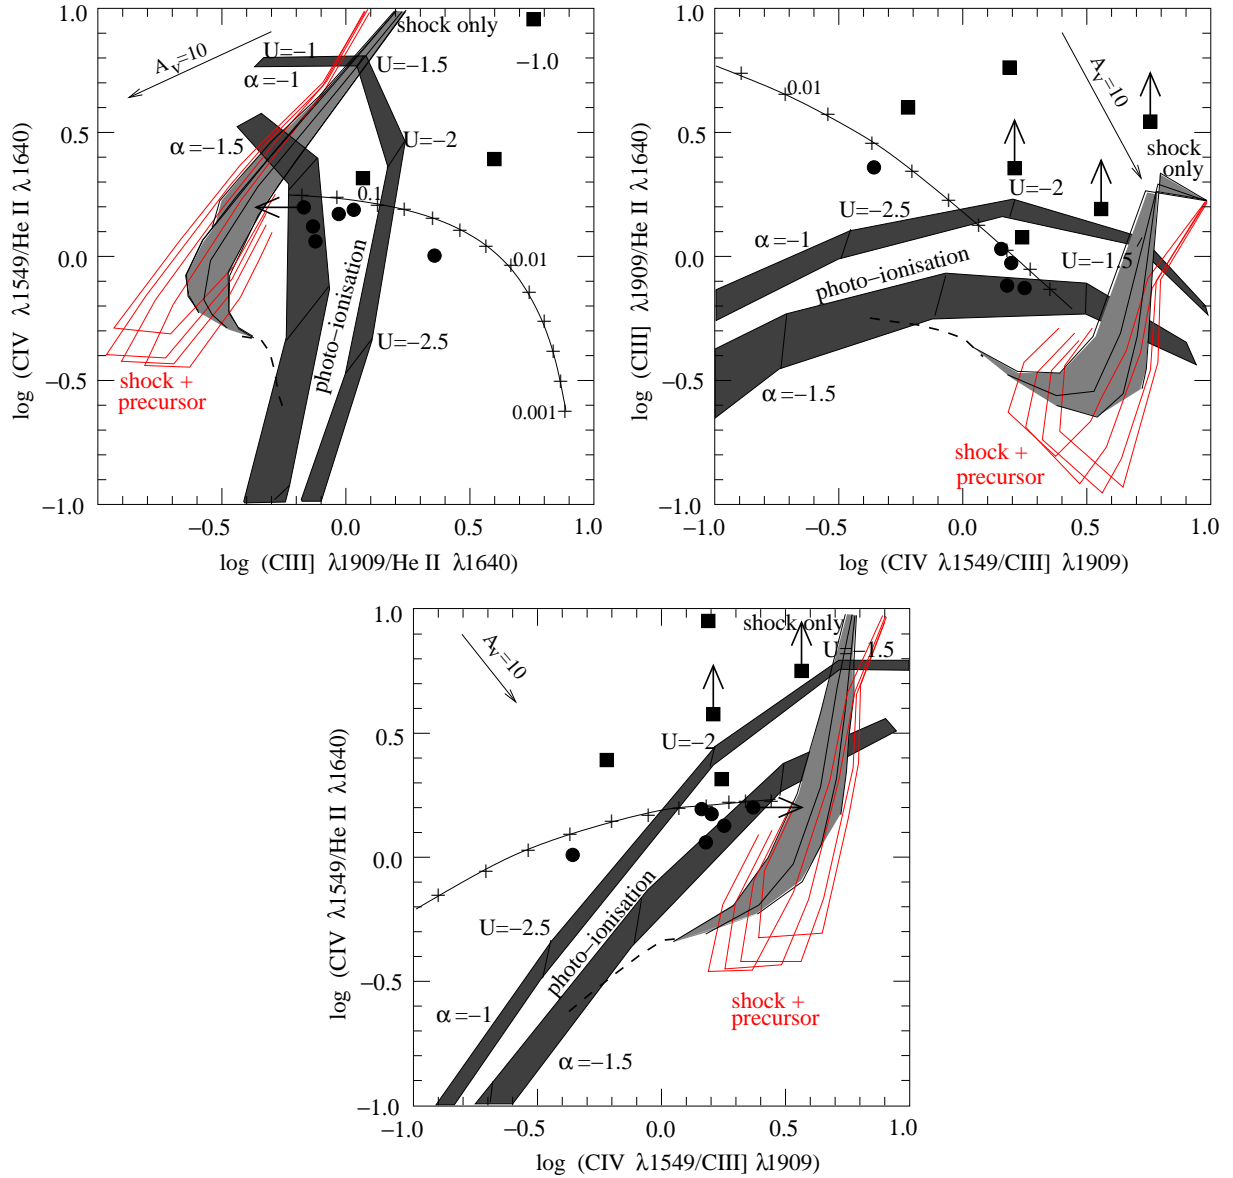 shock only
−1.0
A_v=10
U=−1
α=−1
U=−1.5
U=−2
α=−1.5
0.1
0.01
U=−2.5
0.001
photo−ionisation
shock +
precursor
1.0
0.5
0.0
−0.5
−1.0
−0.5
0.0
0.5
1.0
log (CIV λ1549/He II λ1640)
log (CIII] λ1909/He II λ1640)
0.01
A_v=10
shock
only
U=−2
U=−2.5
α=−1
U=−1.5
photo−ionisation
α=−1.5
shock +
precursor
1.0
0.5
0.0
−0.5
−1.0
−1.0
−0.5
0.0
0.5
1.0
log (CIII] λ1909/He II λ1640)
log (CIV λ1549/CIII] λ1909)
A_v=10
shock only
U=−1.5
U=−2
U=−2.5
photo−ionisation
α=−1
α=−1.5
shock +
precursor
1.0
0.5
0.0
−0.5
−1.0
−1.0
−0.5
0.0
0.5
1.0
log (CIV λ1549/He II λ1640)
log (CIV λ1549/CIII] λ1909)